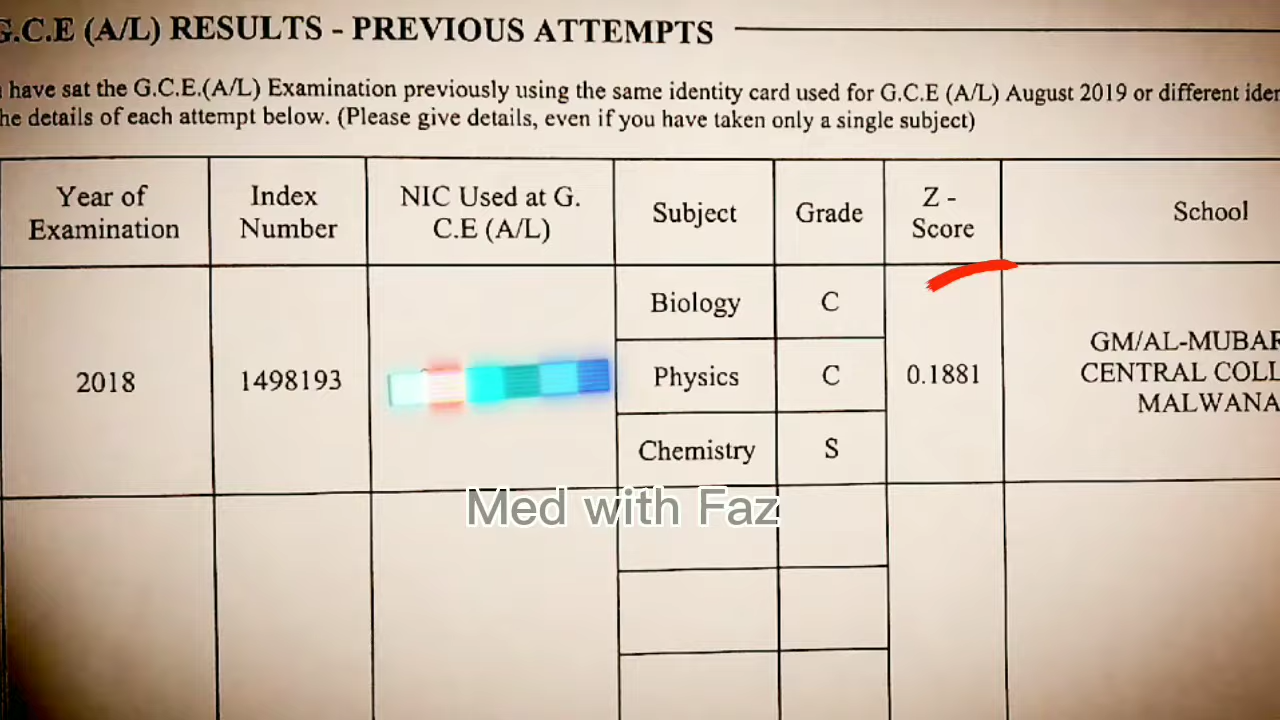 G.C.E (A/L) RESULTS - PREVIOUS ATTEMPTS
have sat the G.C.E.(A/L) Examination previously using the same identity card used for G.C.E (A/L) August 2019 or different
he details of each attempt below. (Please give details, even if you have taken only a single subject)
Year of
Examination
Index
Number
NIC Used at G.
C.E (A/L)
Subject
Grade
Z -
Score
School
2018
1498193
Biology
C
Physics
C
Chemistry
S
0.1881
GM/AL-MUBAR
CENTRAL COLL
MALWANA
Med with Faz